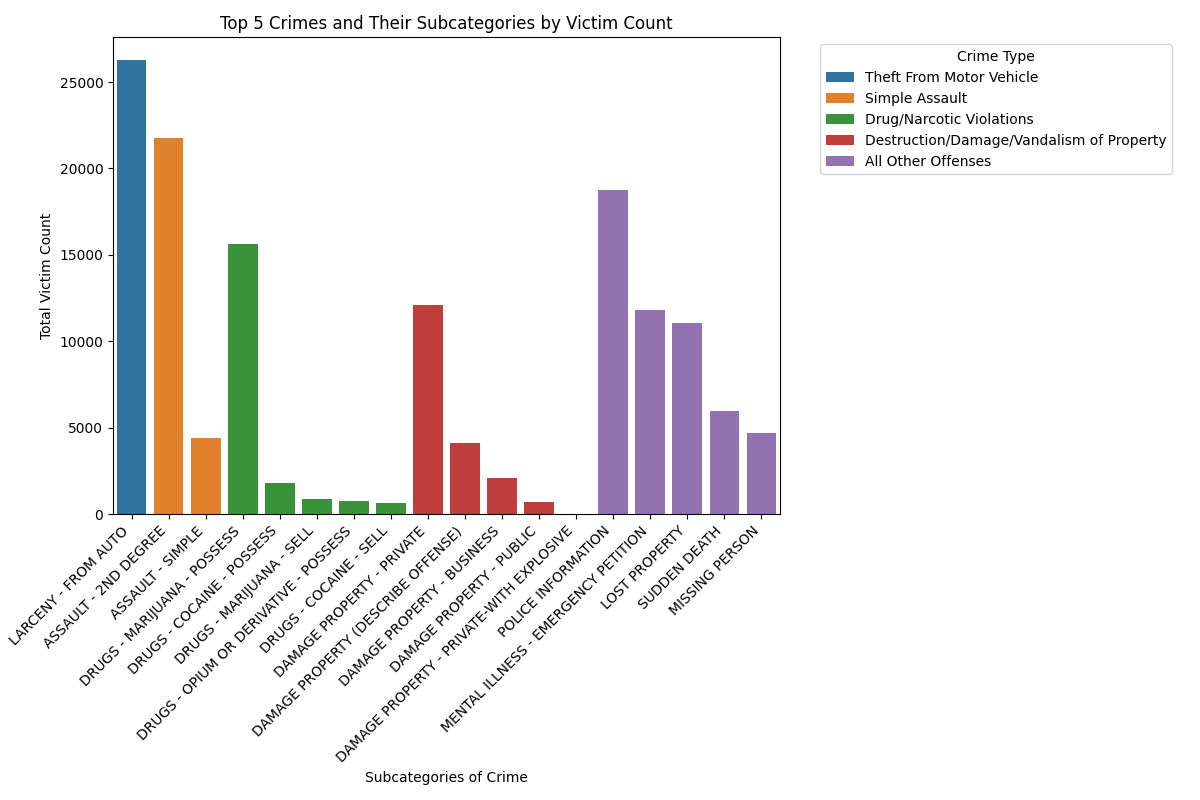 Top 5 Crimes and Their Subcategories by Victim Count
Crime Type
Theft From Motor Vehicle
Simple Assault
Drug/Narcotic Violations
Destruction/Damage/Vandalism of Property
All Other Offenses
Total Victim Count
25000
20000
15000
10000
5000
0
LARCENY - FROM AUTO
ASSAULT - 2ND DEGREE
ASSAULT - SIMPLE
DRUGS - MARIJUANA - POSSESS
DRUGS - COCAINE - POSSESS
DRUGS - MARIJUANA - SELL
DRUGS - OPIUM OR DERIVATIVE - POSSESS
DRUGS - COCAINE - SELL
DAMAGE PROPERTY - PRIVATE
DAMAGE PROPERTY (DESCRIBE OFFENSE)
DAMAGE PROPERTY - BUSINESS
DAMAGE PROPERTY - PUBLIC
DAMAGE PROPERTY - PRIVATE-WITH EXPLOSIVE
POLICE INFORMATION
MENTAL ILLNESS - EMERGENCY PETITION
LOST PROPERTY
SUDDEN DEATH
MISSING PERSON
Subcategories of Crime